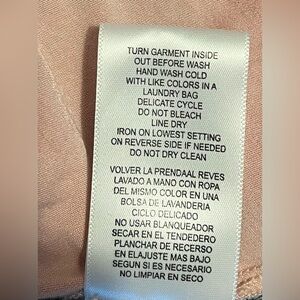 TURN GARMENT INSIDE
OUT BEFORE WASH
HAND WASH COLD
WITH LIKE COLORS IN A
LAUNDRY BAG
DELICATE CYCLE
DO NOT BLEACH
LINE DRY
IRON ON LOWEST SETTING
ON REVERSE SIDE IF NEEDED
DO NOT DRY CLEAN
VOLVER LA PRENDAAL REVES
LAVADO A MANO CON ROPA
DEL MISMO COLOR EN UNA
BOLSA DE LAVANDERIA
CICLO DELICADO
NO USAR BLANQUEADOR
SECAR EN EL TENDEDERO
PLANCHAR DE RECERSO
EN ELAJUSTE MAS BAJO
SEGUN SI ES NECESARIO
NO LIMPIAR EN SECO